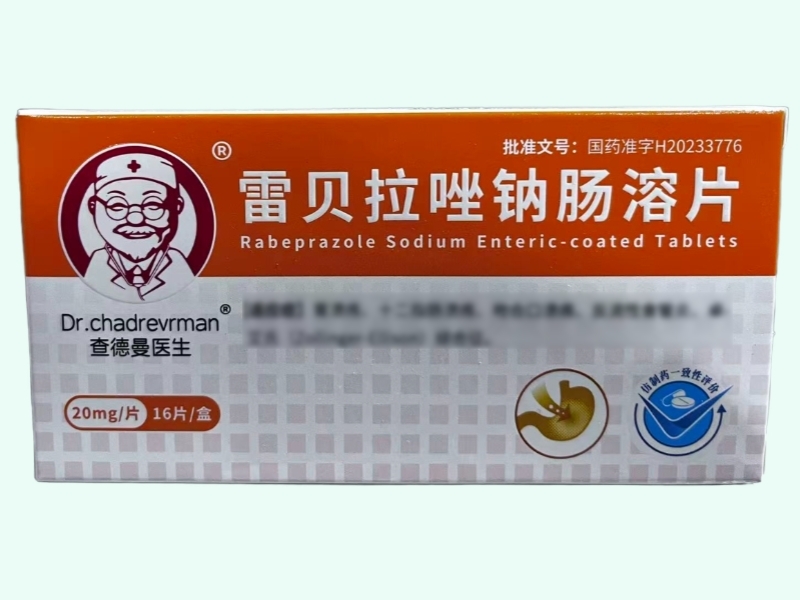 批准文号：国药准字H20233776
®
雷贝拉唑钠肠溶片
Rabeprazole Sodium Enteric-coated Tablets
Dr.chadrevrman®
查德曼医生
20mg/片 16片/盒
仿制药一致性评价